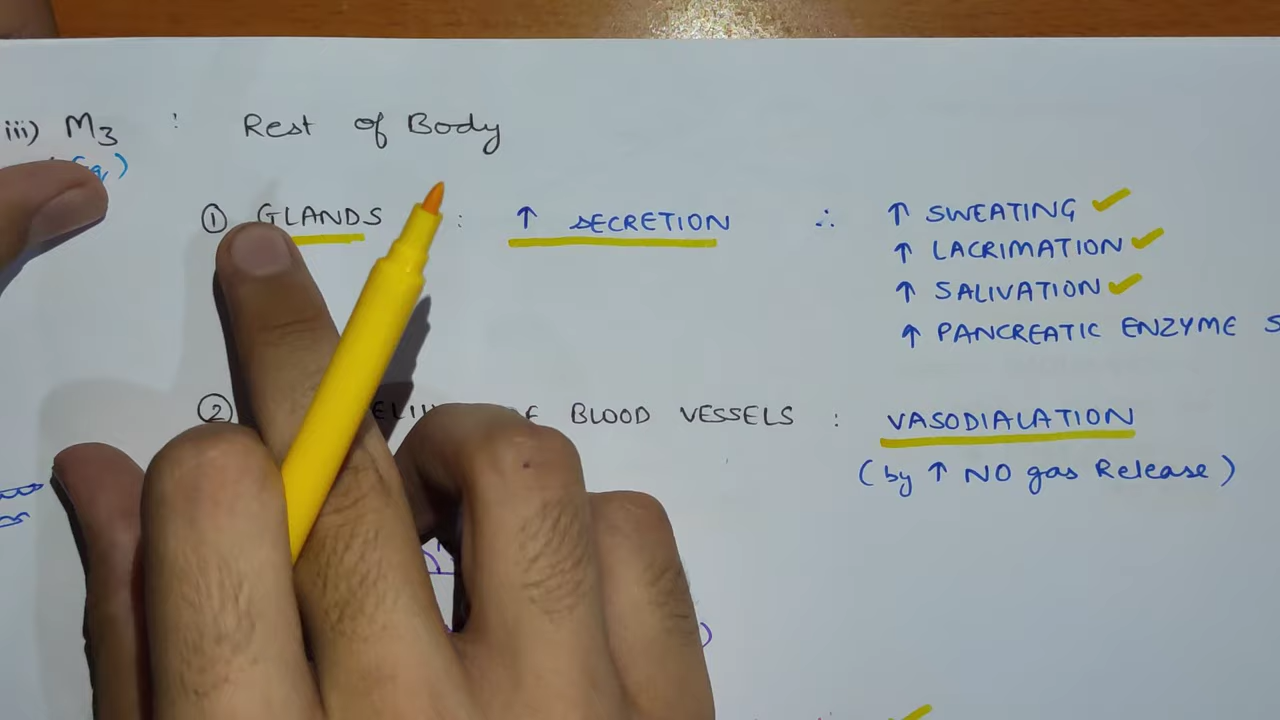 iii) M3 : Rest of Body
q)
① GLANDS : ↑ SECRETION ∴ ↑ SWEATING ✓
↑ LACRIMATION ✓
↑ SALIVATION ✓
↑ PANCREATIC ENZYME S
② BLOOD VESSELS : VASODIALATION
(by ↑ NO gas Release)